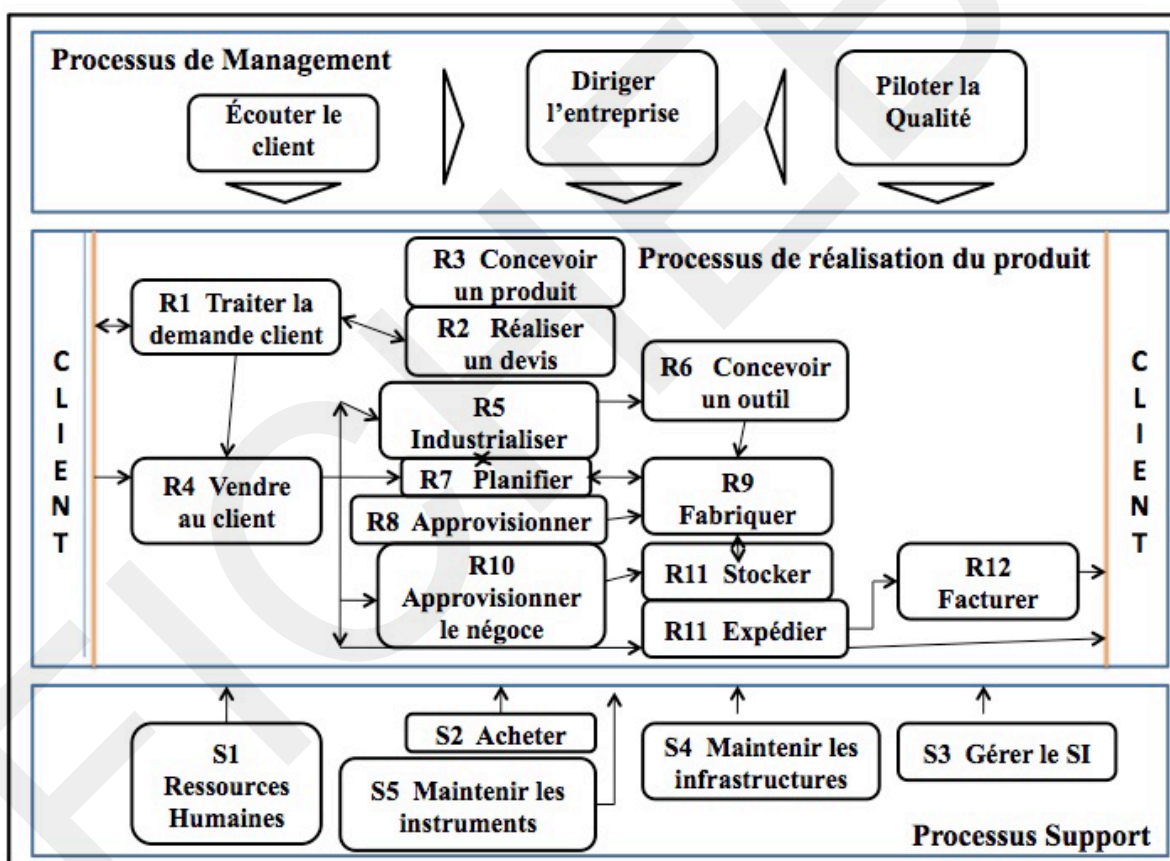 Processus de Management
Écouter le
client
Diriger
l'entreprise
Piloter la
Qualité
Processus de réalisation du produit
CLIENT
R1 Traiter la
demande client
R3 Concevoir
un produit
R2 Réaliser
un devis
R6 Concevoir
un outil
R5
Industrialiser
R4 Vendre
au client
R7 Planifier
R9
Fabriquer
R8 Approvisionner
R10
Approvisionner
le négoce
R11 Stocker
R11 Expédier
R12
Facturer
CLIENT
S1
Ressources
Humaines
S2 Acheter
S5 Maintenir les
instruments
S4 Maintenir les
infrastructures
S3 Gérer le SI
Processus Support